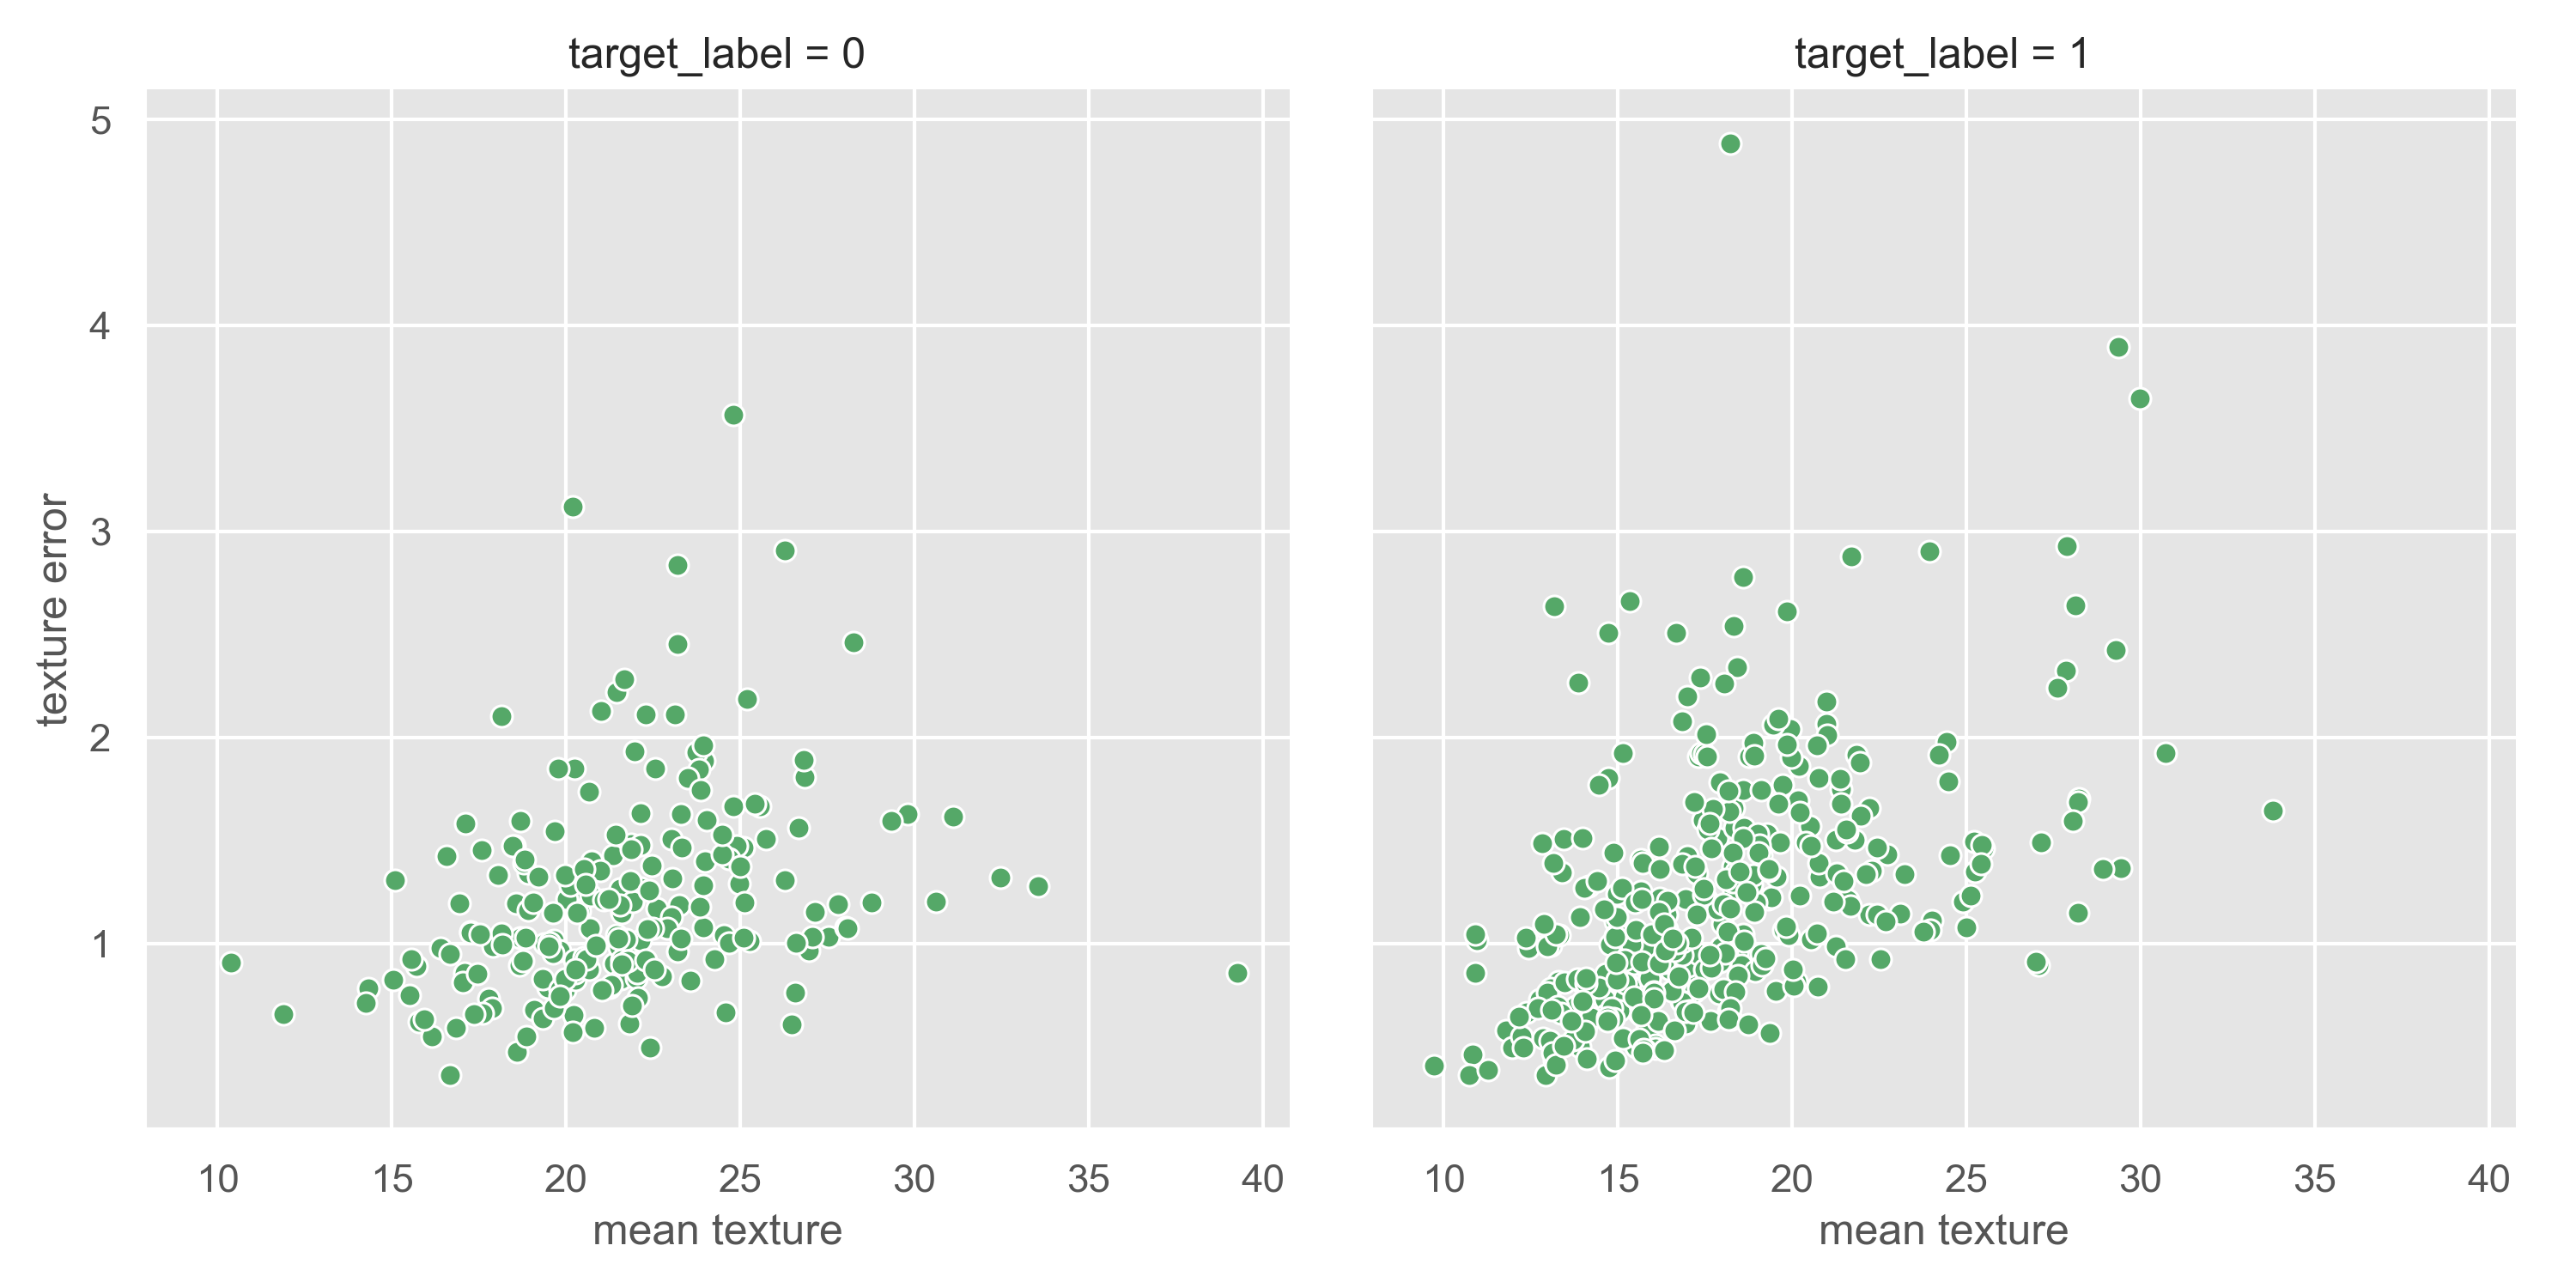 target_label = 0
target_label = 1
5
4
3
2
1
texture error
10 15 20 25 30 35 40
10 15 20 25 30 35 40
mean texture
mean texture